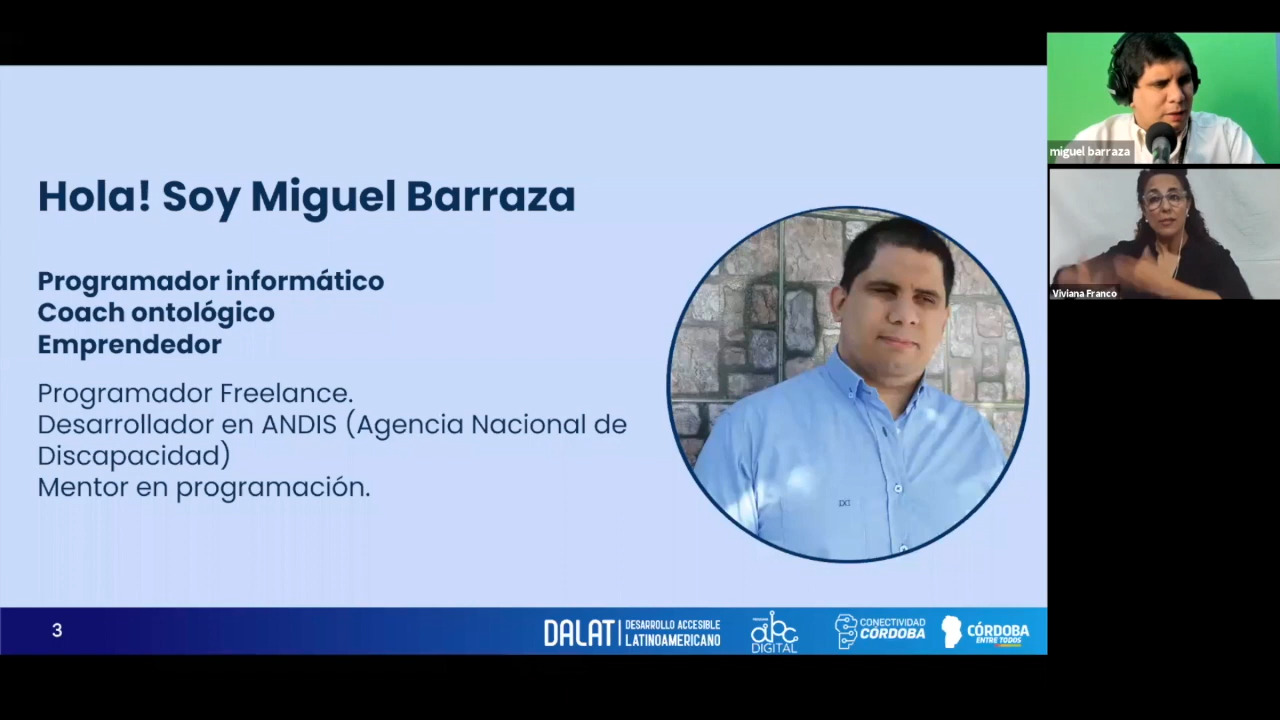 Hola! Soy Miguel Barraza
Programador informático
Coach ontológico
Emprendedor
Programador Freelance.
Desarrollador en ANDIS (Agencia Nacional de
Discapacidad)
Mentor en programación.
miguel barraza
Viviana Franco
3
DALAT
DESARROLLO ACCESIBLE
LATINOAMERICANO
abc
DIGITAL
CONECTIVIDAD
CÓRDOBA
CÓRDOBA
ENTRE TODOS